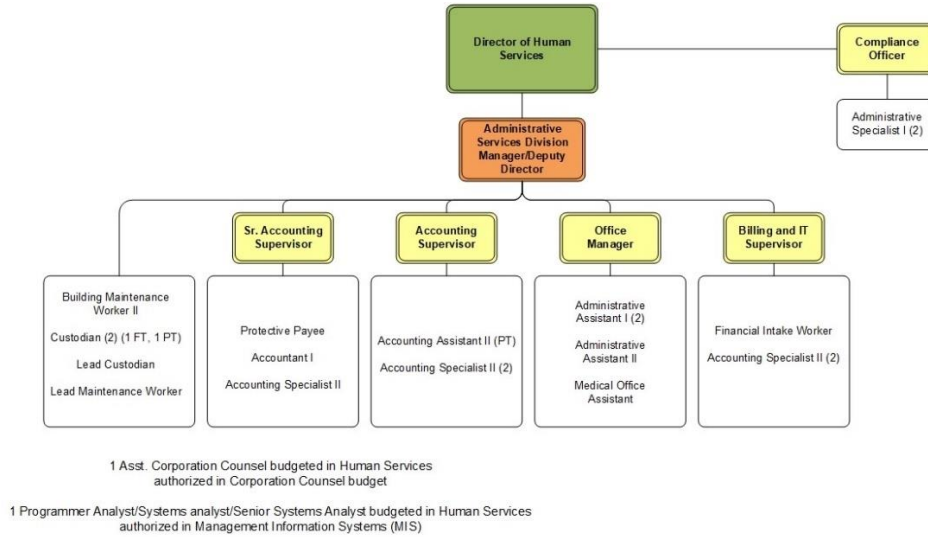 Director of Human
Services
Compliance
Officer
Administrative
Specialist I (2)
Administrative
Services Division
Manager/Deputy
Director
Sr. Accounting
Supervisor
Accounting
Supervisor
Office
Manager
Billing and IT
Supervisor
Building Maintenance
Worker II
Custodian (2) (1 FT, 1 PT)
Lead Custodian
Lead Maintenance Worker
Protective Payee
Accountant I
Accounting Specialist II
Accounting Assistant II (PT)
Accounting Specialist II (2)
Administrative
Assistant I (2)
Administrative
Assistant II
Medical Office
Assistant
Financial Intake Worker
Accounting Specialist II (2)
1 Asst. Corporation Counsel budgeted in Human Services
authorized in Corporation Counsel budget
1 Programmer Analyst/Systems analyst/Senior Systems Analyst budgeted in Human Services
authorized in Management Information Systems (MIS)